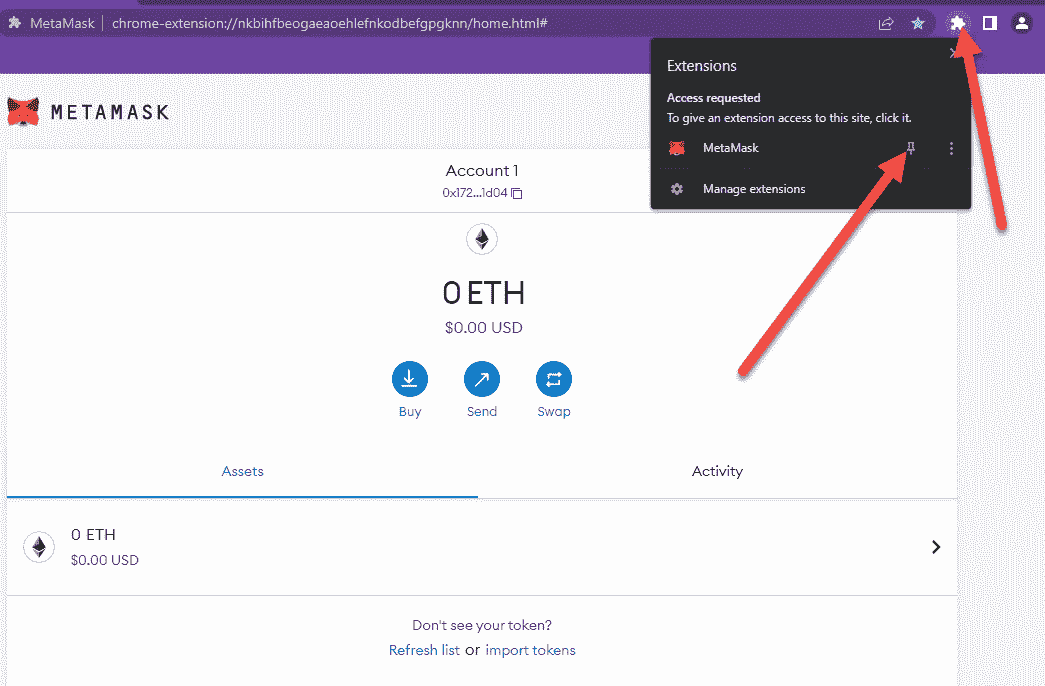 MetaMask
chrome-extension://nkbihfbeogaeaoehlefnkodbefgpgknn/home.html#
Extensions
Access requested
To give an extension access to this site, click it.
MetaMask
Manage extensions
METAMASK
Account 1
0x172...1d04
0 ETH
$0.00 USD
Buy
Send
Swap
Assets
Activity
0 ETH
$0.00 USD
Don't see your token?
Refresh list or import tokens